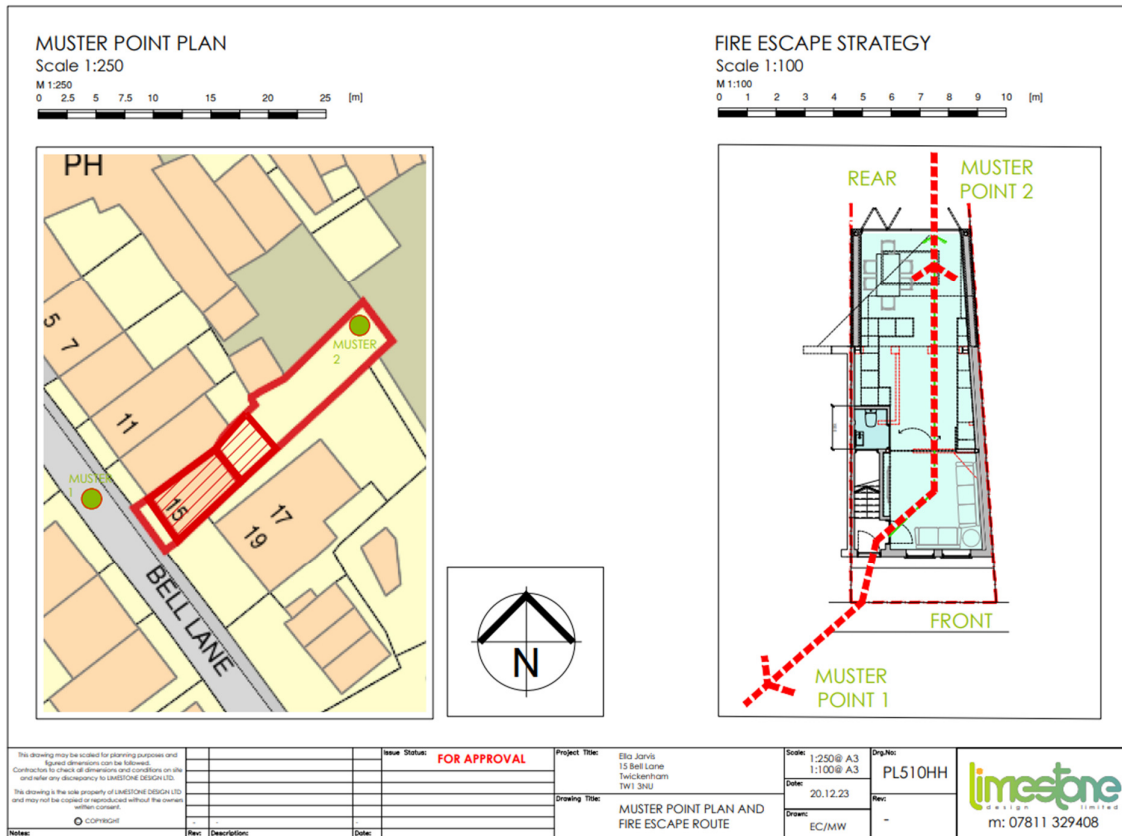 MUSTER POINT PLAN
Scale 1:250
M 1:250
0 2.5 5 7.5 10 15 20 25 [m]
FIRE ESCAPE STRATEGY
Scale 1:100
M 1:100
0 1 2 3 4 5 6 7 8 9 10 [m]
PH
5
7
11
15
17
19
MUSTER
1
MUSTER
2
BELL LANE
N
REAR
MUSTER
POINT 2
FRONT
MUSTER
POINT 1
This drawing may be scaled for planning purposes and
figured dimensions can be followed.
Contractors to check all dimensions and conditions on site
and refer any discrepancy to LIMESTONE DESIGN LTD.
This drawing is the sole property of LIMESTONE DESIGN LTD
and may not be copied or reproduced without the owners
written consent.
© COPYRIGHT
Notes:
Rev: Description: Date:
Issue Status: FOR APPROVAL
Project Title:
Ella Jarvis
15 Bell Lane
Twickenham
TW1 3NU
Drawing Title:
MUSTER POINT PLAN AND
FIRE ESCAPE ROUTE
Scale:
1:250@ A3
1:100@ A3
Date:
20.12.23
Drawn:
EC/MW
Drg.No:
PL510HH
Rev:
-
limestone
design limited
m: 07811 329408